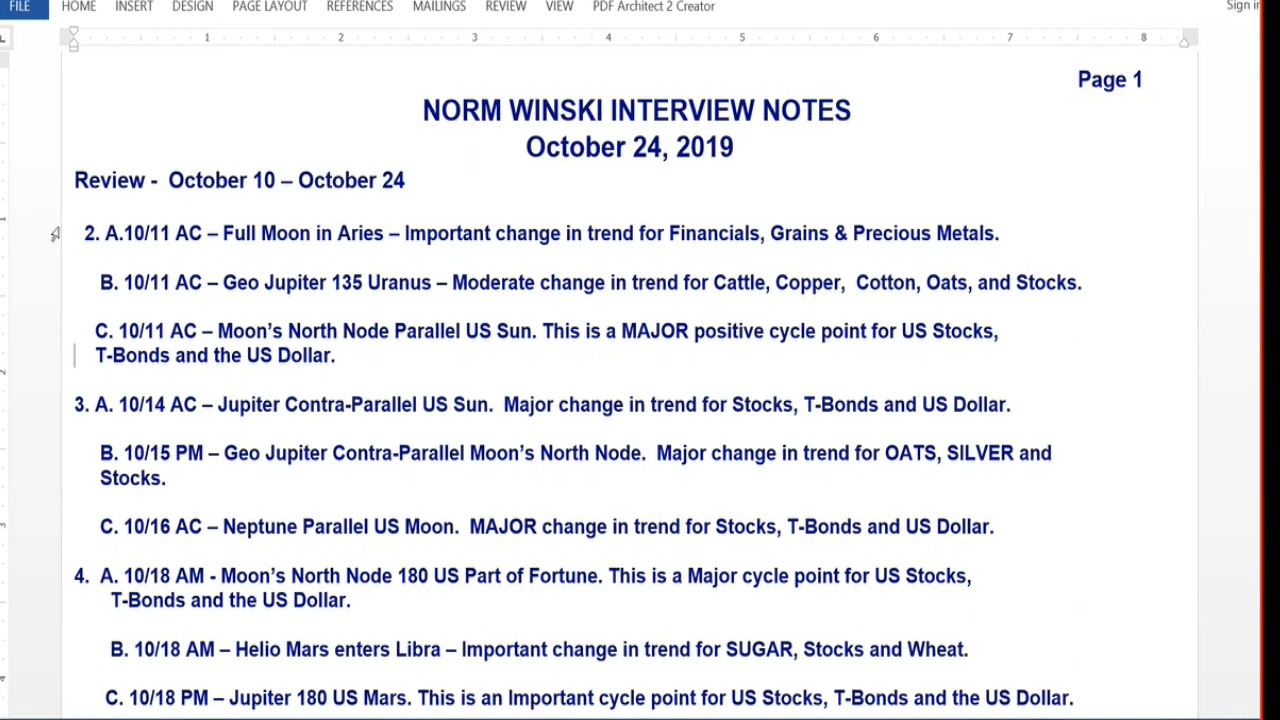 FILE HOME INSERT DESIGN PAGE LAYOUT REFERENCES MAILINGS REVIEW VIEW PDF Architect 2 Creator Sign in
1 2 3 4 5 6 7 8
Page 1
NORM WINSKI INTERVIEW NOTES
October 24, 2019
Review - October 10 – October 24
2. A.10/11 AC – Full Moon in Aries – Important change in trend for Financials, Grains & Precious Metals.
B. 10/11 AC – Geo Jupiter 135 Uranus – Moderate change in trend for Cattle, Copper, Cotton, Oats, and Stocks.
C. 10/11 AC – Moon's North Node Parallel US Sun. This is a MAJOR positive cycle point for US Stocks,
T-Bonds and the US Dollar.
3. A. 10/14 AC – Jupiter Contra-Parallel US Sun. Major change in trend for Stocks, T-Bonds and US Dollar.
B. 10/15 PM – Geo Jupiter Contra-Parallel Moon's North Node. Major change in trend for OATS, SILVER and
Stocks.
C. 10/16 AC – Neptune Parallel US Moon. MAJOR change in trend for Stocks, T-Bonds and US Dollar.
4. A. 10/18 AM - Moon's North Node 180 US Part of Fortune. This is a Major cycle point for US Stocks,
T-Bonds and the US Dollar.
B. 10/18 AM – Helio Mars enters Libra – Important change in trend for SUGAR, Stocks and Wheat.
C. 10/18 PM – Jupiter 180 US Mars. This is an Important cycle point for US Stocks, T-Bonds and the US Dollar.